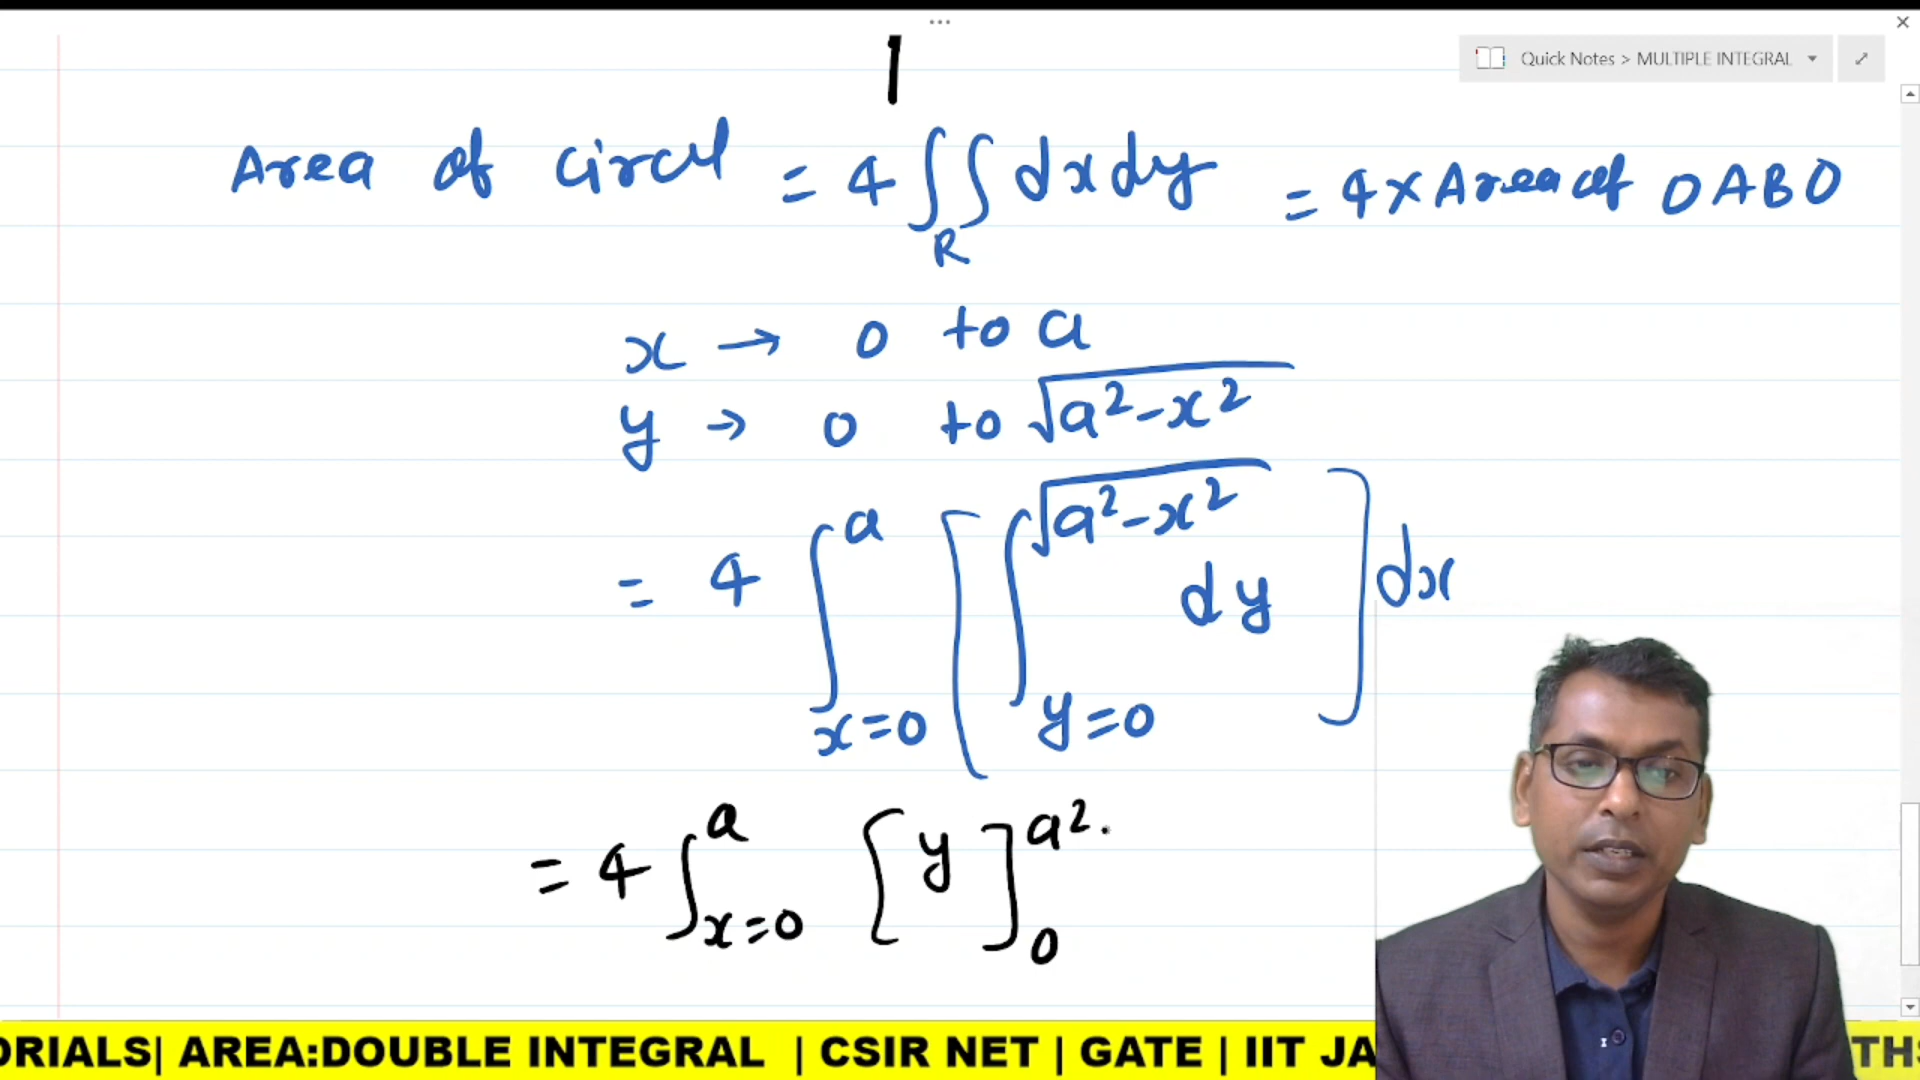 Quick Notes > MULTIPLE INTEGRAL
Area of Circl = 4 ∫∫_R dx dy = 4 × Area of OABO
x → 0 to a
y → 0 to √(a² - x²)
= 4 ∫_{x=0}^{a} [ ∫_{y=0}^{√(a² - x²)} dy ] dx
= 4 ∫_{x=0}^{a} [ y ]_0^{a² ·
ORIALS| AREA:DOUBLE INTEGRAL | CSIR NET | GATE | IIT JA THS